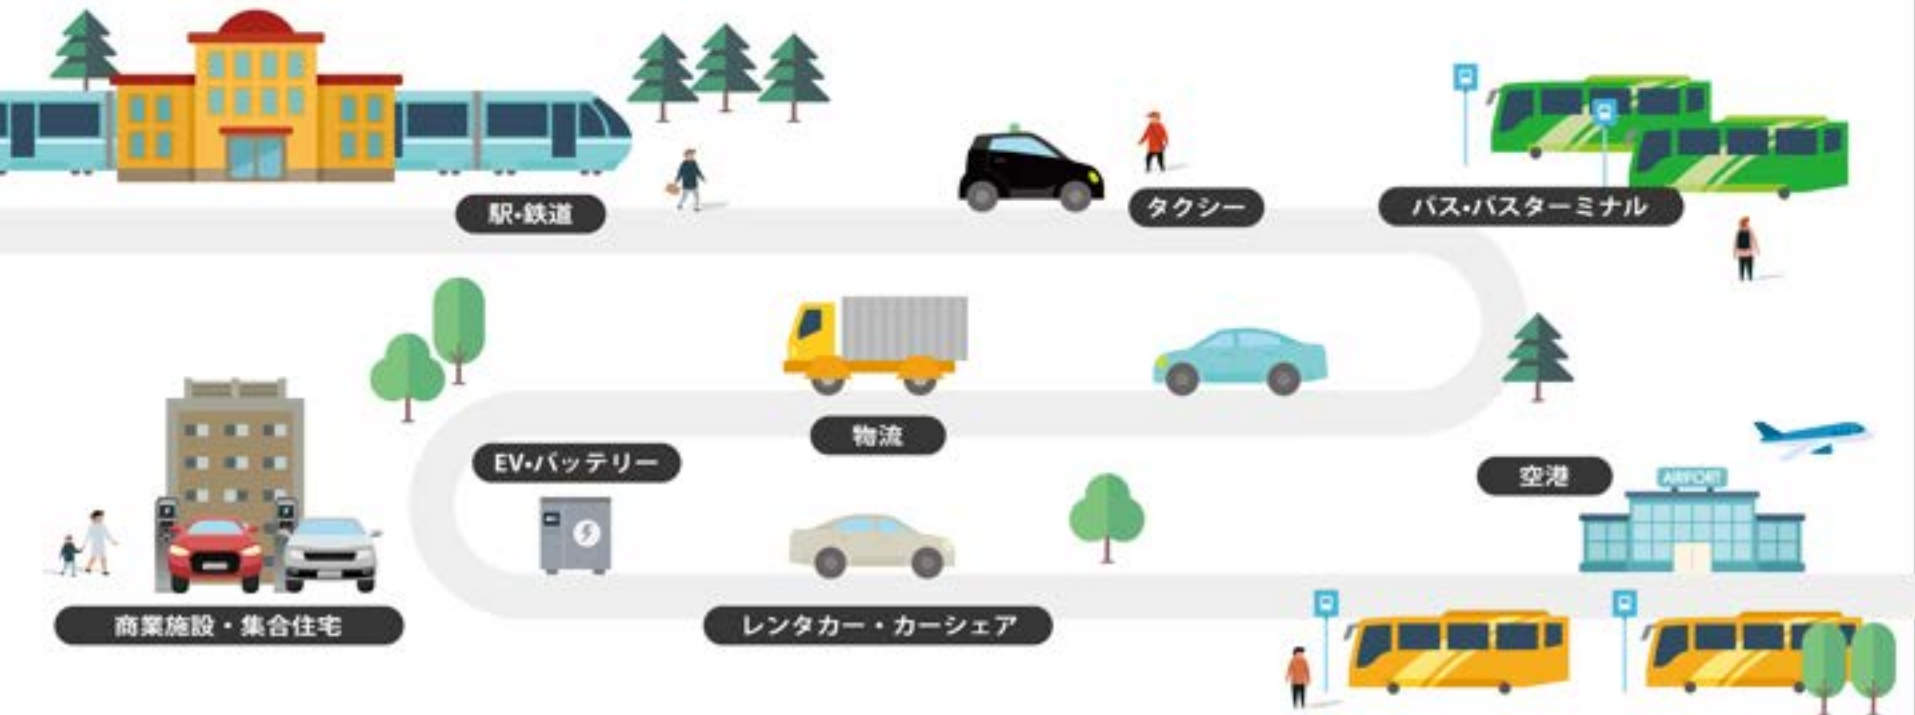 駅・鉄道
タクシー
バス・バスターミナル
物流
EV・バッテリー
空港
AIRPORT
商業施設・集合住宅
レンタカー・カーシェア